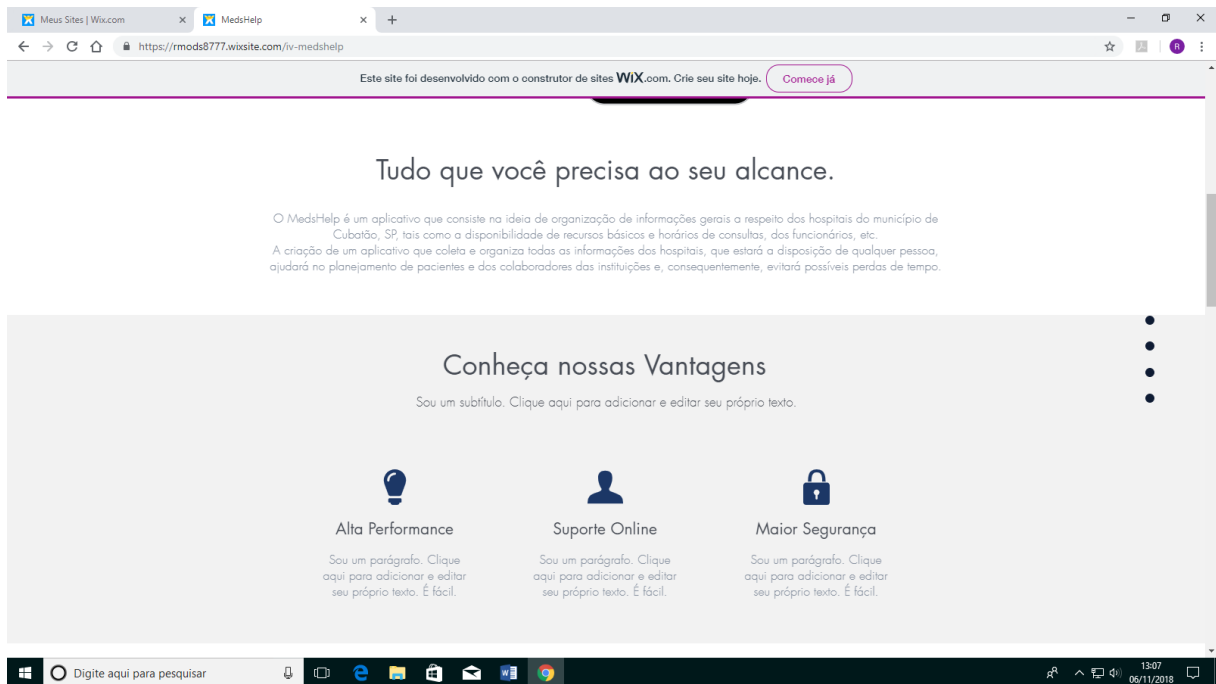 Meus Sites | Wix.com
MedsHelp
https://rmods8777.wixsite.com/iv-medshelp
R
Este site foi desenvolvido com o construtor de sites WiX.com. Crie seu site hoje. Comece já
Tudo que você precisa ao seu alcance.
O MedsHelp é um aplicativo que consiste na ideia de organização de informações gerais a respeito dos hospitais do município de
Cubatão, SP, tais como a disponibilidade de recursos básicos e horários de consultas, dos funcionários, etc.
A criação de um aplicativo que coleta e organiza todas as informações dos hospitais, que estará a disposição de qualquer pessoa,
ajudará no planejamento de pacientes e dos colaboradores das instituições e, consequentemente, evitará possíveis perdas de tempo.
Conheça nossas Vantagens
Sou um subtítulo. Clique aqui para adicionar e editar seu próprio texto.
Alta Performance
Sou um parágrafo. Clique
aqui para adicionar e editar
seu próprio texto. É fácil.
Suporte Online
Sou um parágrafo. Clique
aqui para adicionar e editar
seu próprio texto. É fácil.
Maior Segurança
Sou um parágrafo. Clique
aqui para adicionar e editar
seu próprio texto. É fácil.
Digite aqui para pesquisar
13:07
06/11/2018